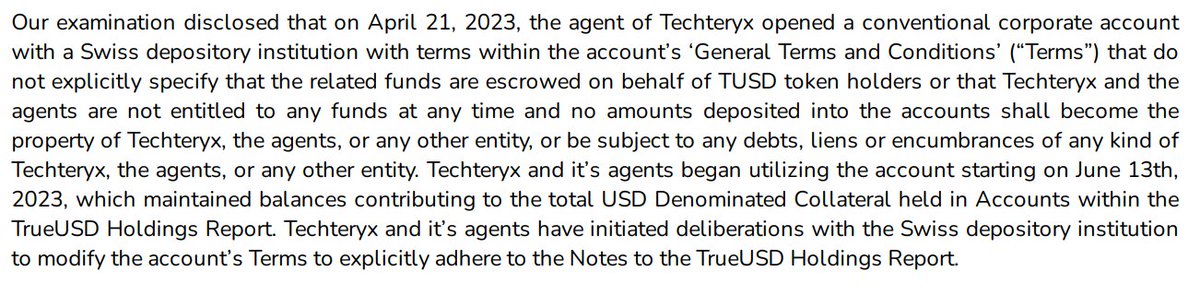 Our examination disclosed that on April 21, 2023, the agent of Techteryx opened a conventional corporate account
with a Swiss depository institution with terms within the account's ‘General Terms and Conditions’ (“Terms”) that do
not explicitly specify that the related funds are escrowed on behalf of TUSD token holders or that Techteryx and the
agents are not entitled to any funds at any time and no amounts deposited into the accounts shall become the
property of Techteryx, the agents, or any other entity, or be subject to any debts, liens or encumbrances of any kind of
Techteryx, the agents, or any other entity. Techteryx and it's agents began utilizing the account starting on June 13th,
2023, which maintained balances contributing to the total USD Denominated Collateral held in Accounts within the
TrueUSD Holdings Report. Techteryx and it's agents have initiated deliberations with the Swiss depository institution
to modify the account's Terms to explicitly adhere to the Notes to the TrueUSD Holdings Report.